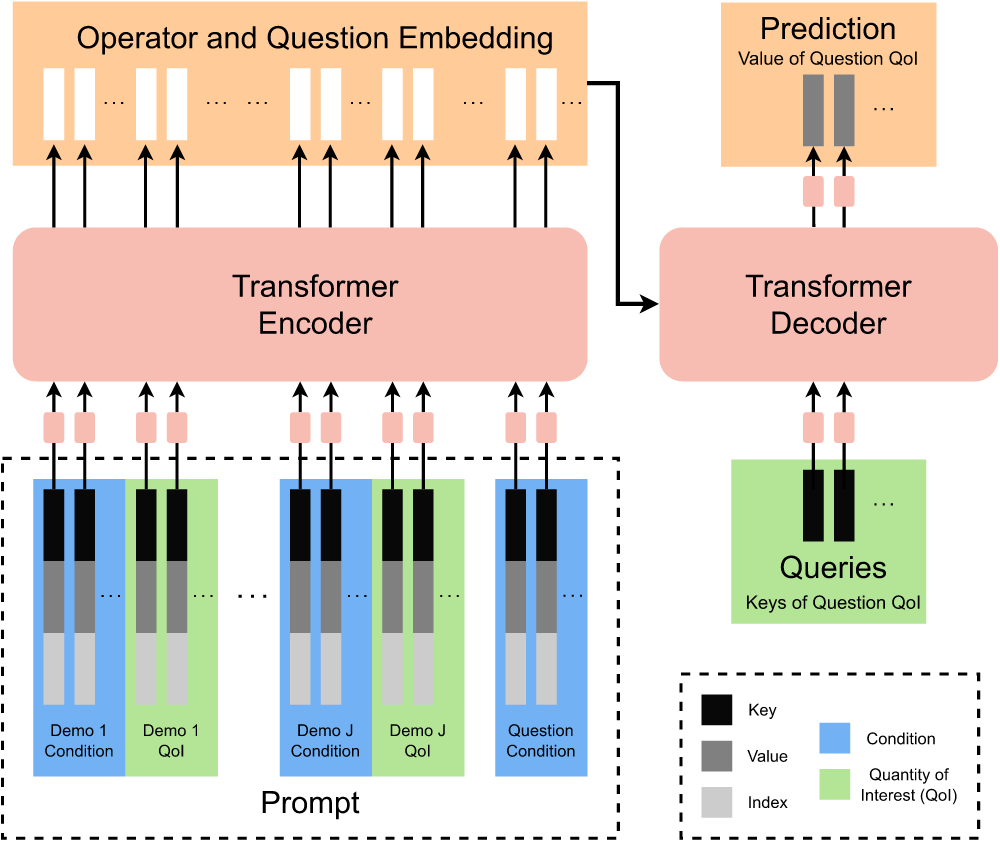 Operator and Question Embedding
... ... ... ... ... ...
Prediction
Value of Question QoI
...
Transformer
Encoder
Transformer
Decoder
... ... ... ... ... ...
Demo 1
Condition
Demo 1
QoI
Demo J
Condition
Demo J
QoI
Question
Condition
Prompt
...
Queries
Keys of Question QoI
Key
Value
Index
Condition
Quantity of
Interest (QoI)